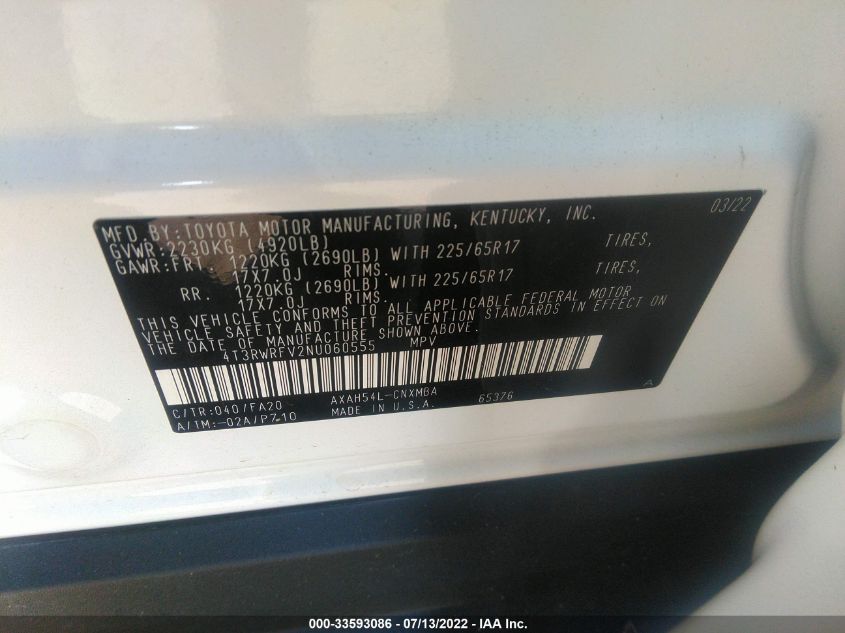 MFD.BY:TOYOTA MOTOR MANUFACTURING, KENTUCKY, INC. 03/22
GVWR:2230KG (4920LB)
GAWR:FRT. 1220KG (2690LB) WITH 225/65R17 TIRES,
17X7.0J RIMS.
RR. 1220KG (2690LB) WITH 225/65R17 TIRES,
17X7.0J RIMS.
THIS VEHICLE CONFORMS TO ALL APPLICABLE FEDERAL MOTOR
VEHICLE SAFETY AND THEFT PREVENTION STANDARDS IN EFFECT ON
THE DATE OF MANUFACTURE SHOWN ABOVE.
4T3RWRFV2NU060555 MPV
C/TR:040/FA20 AXAH54L-CNXMBA 65376 A
A/TM:-02A/P710 MADE IN U.S.A.
000-33593086 - 07/13/2022 - IAA Inc.